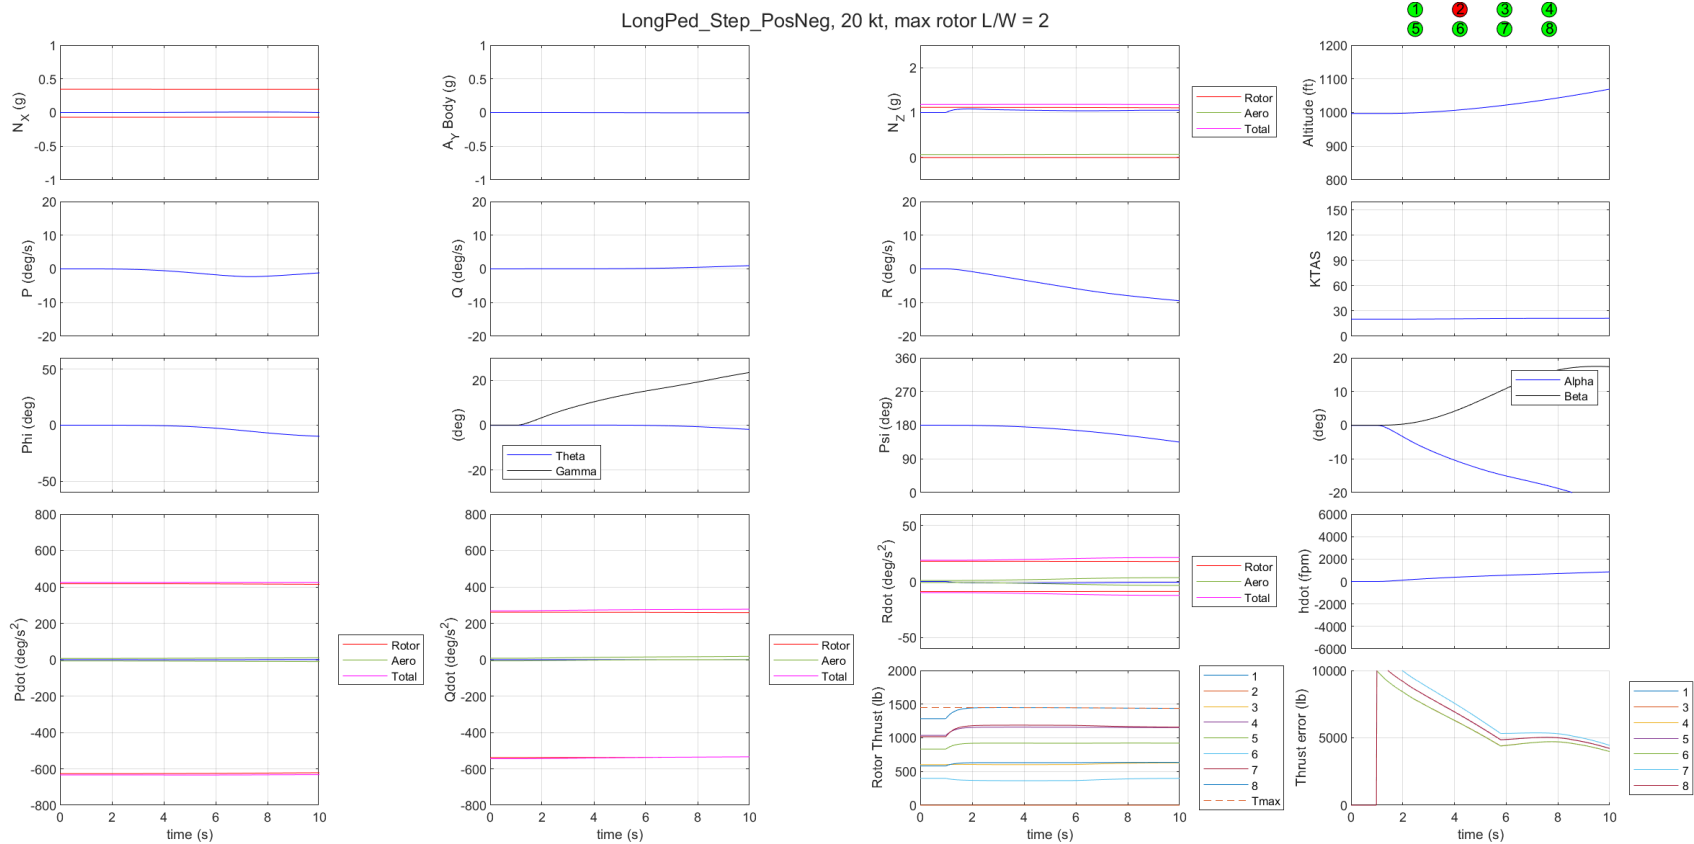 LongPed_Step_PosNeg, 20 kt, max rotor L/W = 2
1 2 3 4
5 6 7 8
N_X (g)
1
0.5
0
-0.5
-1
A_Y Body (g)
1
0.5
0
-0.5
-1
N_Z (g)
2
1
0
Rotor
Aero
Total
Altitude (ft)
1200
1100
1000
900
800
P (deg/s)
20
10
0
-10
-20
Q (deg/s)
20
10
0
-10
-20
R (deg/s)
20
10
0
-10
-20
KTAS
150
120
90
60
30
0
Phi (deg)
50
0
-50
(deg)
20
0
-20
Theta
Gamma
Psi (deg)
360
270
180
90
0
(deg)
20
10
0
-10
-20
Alpha
Beta
Pdot (deg/s²)
800
600
400
200
0
-200
-400
-600
-800
0 2 4 6 8 10
time (s)
Rotor
Aero
Total
Qdot (deg/s²)
800
600
400
200
0
-200
-400
-600
-800
0 2 4 6 8 10
time (s)
Rotor
Aero
Total
Rdot (deg/s²)
50
0
-50
Rotor
Aero
Total
hdot (fpm)
6000
4000
2000
0
-2000
-4000
-6000
Rotor Thrust (lb)
2000
1500
1000
500
0
0 2 4 6 8 10
time (s)
1
2
3
4
5
6
7
8
Tmax
Thrust error (lb)
10000
5000
0
0 2 4 6 8 10
time (s)
1
3
4
5
6
7
8